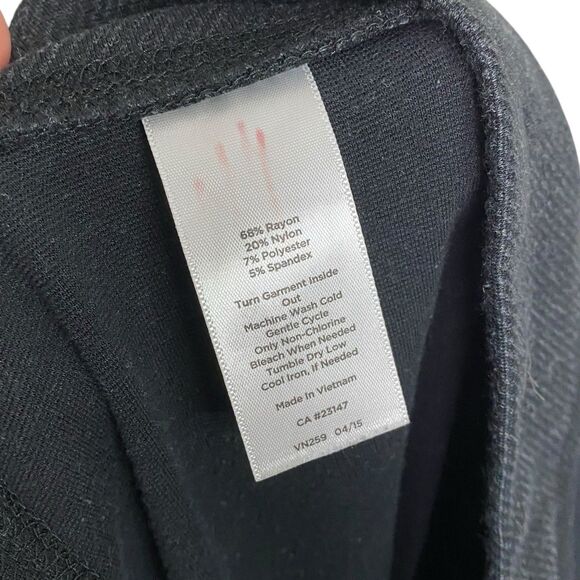 68% Rayon
20% Nylon
7% Polyester
5% Spandex
Turn Garment Inside
Out
Machine Wash Cold
Gentle Cycle
Only Non-Chlorine
Bleach When Needed
Tumble Dry Low
Cool Iron, If Needed
Made in Vietnam
CA #23147
VN259 04/15